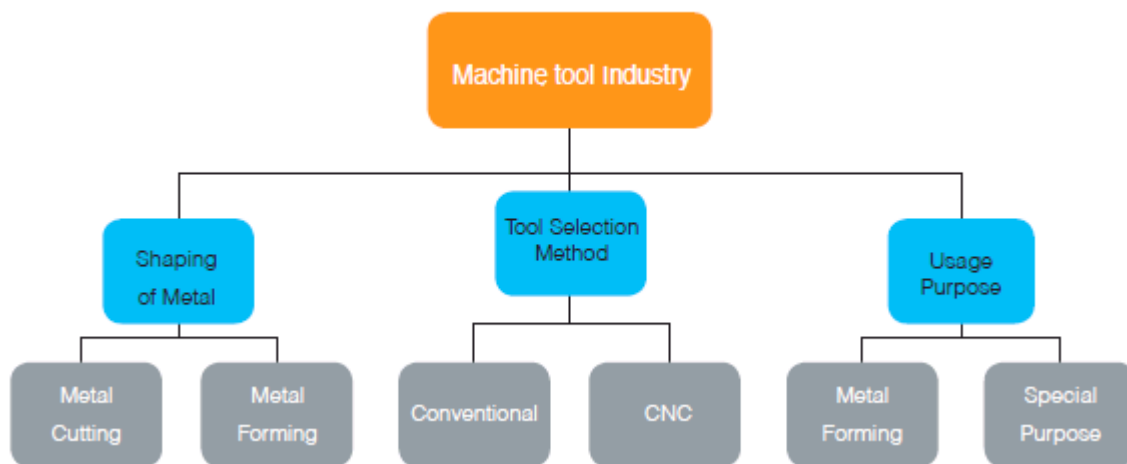 Machine tool Industry
Tool Selection
Method
Shaping
of Metal
Usage
Purpose
Metal
Cutting
Metal
Forming
Conventional
CNC
Metal
Forming
Special
Purpose